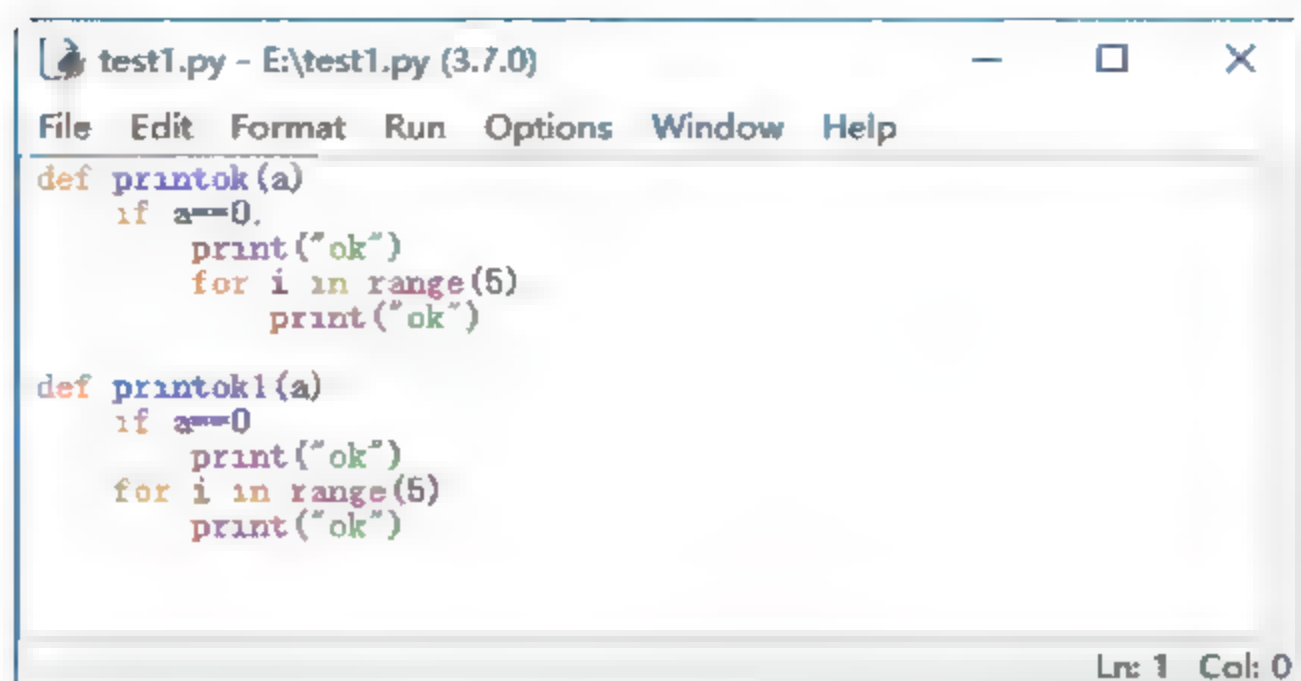 test1.py - E:\test1.py (3.7.0)
File Edit Format Run Options Window Help
def printok(a)
    if a==0.
        print("ok")
        for i in range(5)
            print("ok")
def printok1(a)
    if a==0
        print("ok")
    for i in range(5)
        print("ok")
Ln: 1 Col: 0